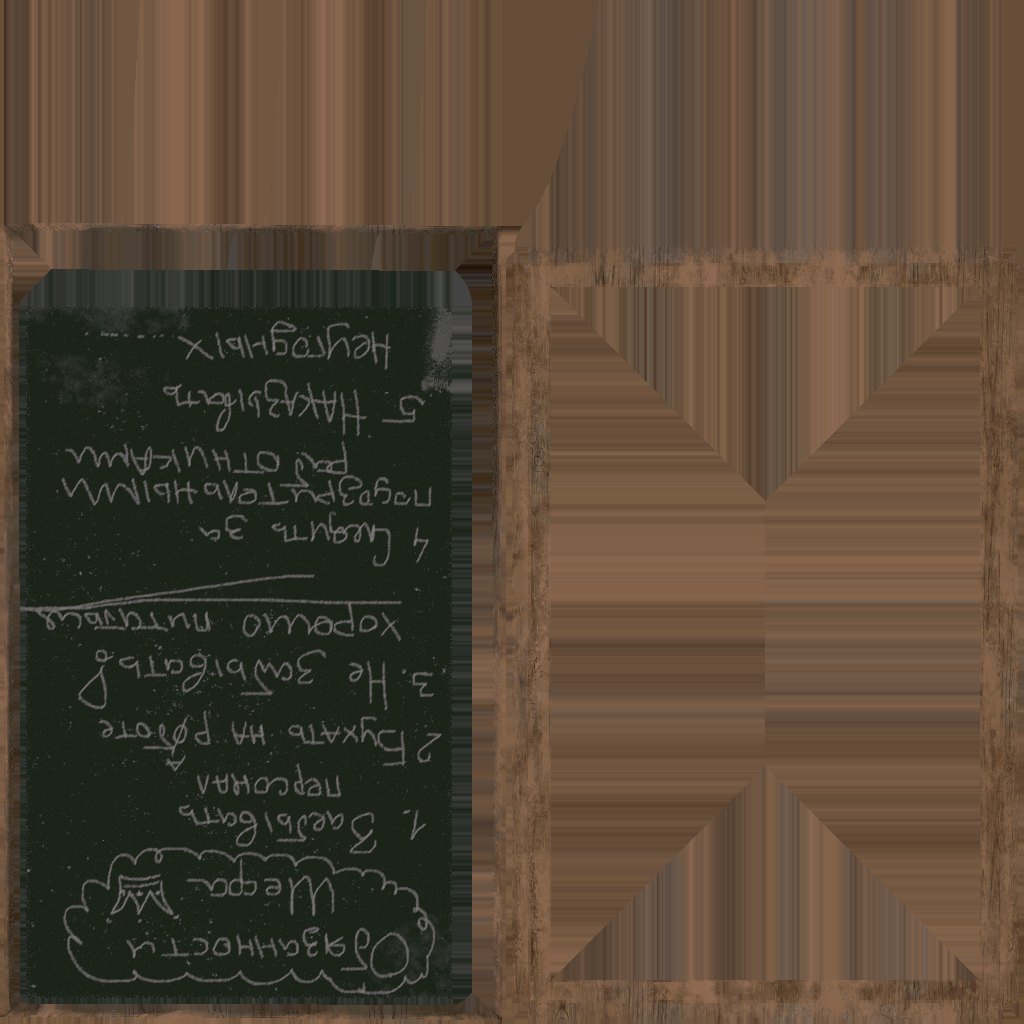 Обязанности
Шефа
1. Заебывать
персонал
2 Бухать на работе
3. Не забывать
хорошо питаться
4 Следить за
подозрительными
работниками
5 Наказывать
Неугодных ......